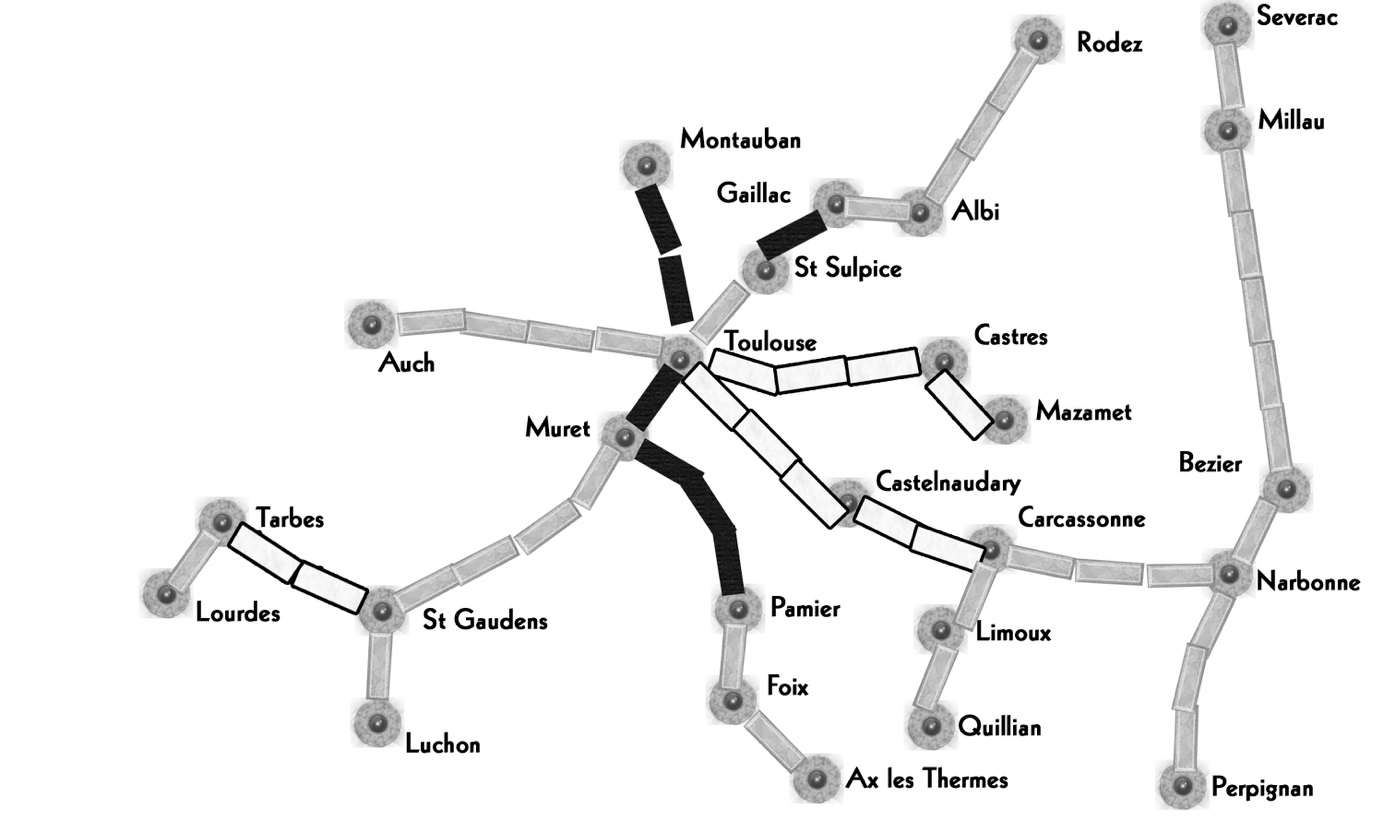 Severac
Rodez
Millau
Montauban
Gaillac
Albi
St Sulpice
Toulouse
Castres
Auch
Mazamet
Muret
Bezier
Castelnaudary
Tarbes
Carcassonne
Narbonne
Lourdes
St Gaudens
Pamier
Limoux
Foix
Quillian
Luchon
Ax les Thermes
Perpignan